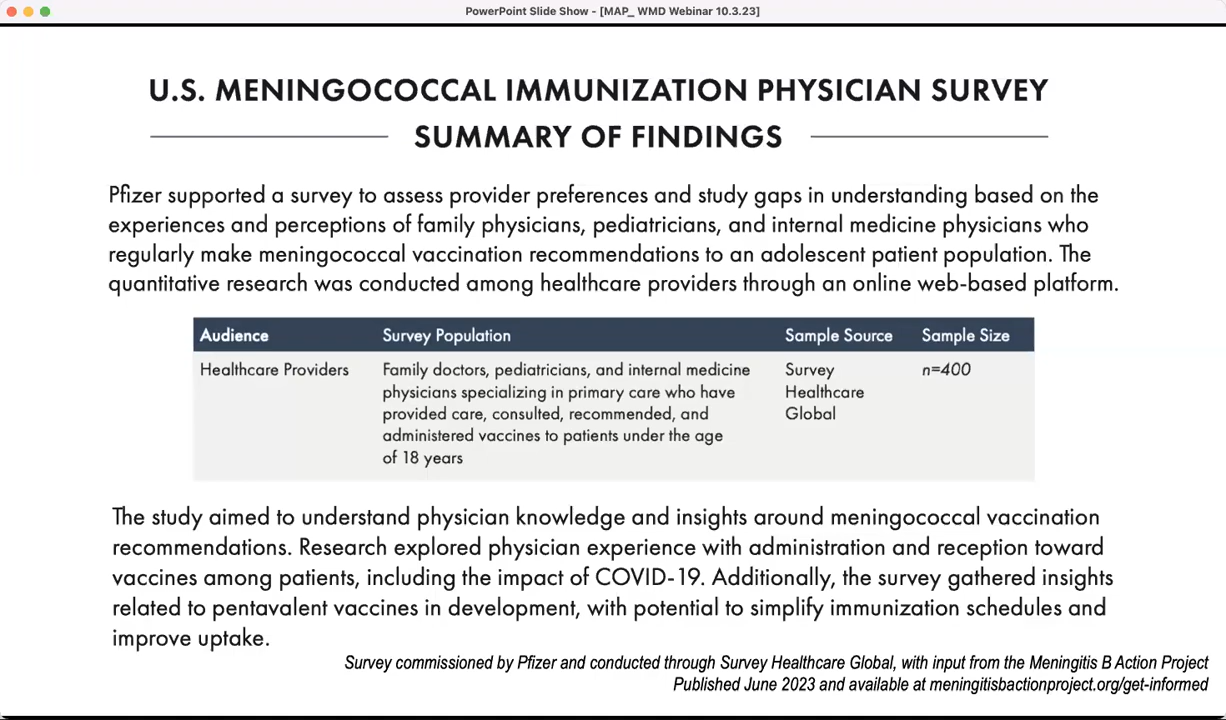 PowerPoint Slide Show - [MAP_ WMD Webinar 10.3.23]
U.S. MENINGOCOCCAL IMMUNIZATION PHYSICIAN SURVEY
SUMMARY OF FINDINGS
Pfizer supported a survey to assess provider preferences and study gaps in understanding based on the
experiences and perceptions of family physicians, pediatricians, and internal medicine physicians who
regularly make meningococcal vaccination recommendations to an adolescent patient population. The
quantitative research was conducted among healthcare providers through an online web-based platform.
Audience Survey Population Sample Source Sample Size
Healthcare Providers Family doctors, pediatricians, and internal medicine Survey n=400
physicians specializing in primary care who have Healthcare
provided care, consulted, recommended, and Global
administered vaccines to patients under the age
of 18 years
The study aimed to understand physician knowledge and insights around meningococcal vaccination
recommendations. Research explored physician experience with administration and reception toward
vaccines among patients, including the impact of COVID-19. Additionally, the survey gathered insights
related to pentavalent vaccines in development, with potential to simplify immunization schedules and
improve uptake.
Survey commissioned by Pfizer and conducted through Survey Healthcare Global, with input from the Meningitis B Action Project
Published June 2023 and available at meningitisbactionproject.org/get-informed